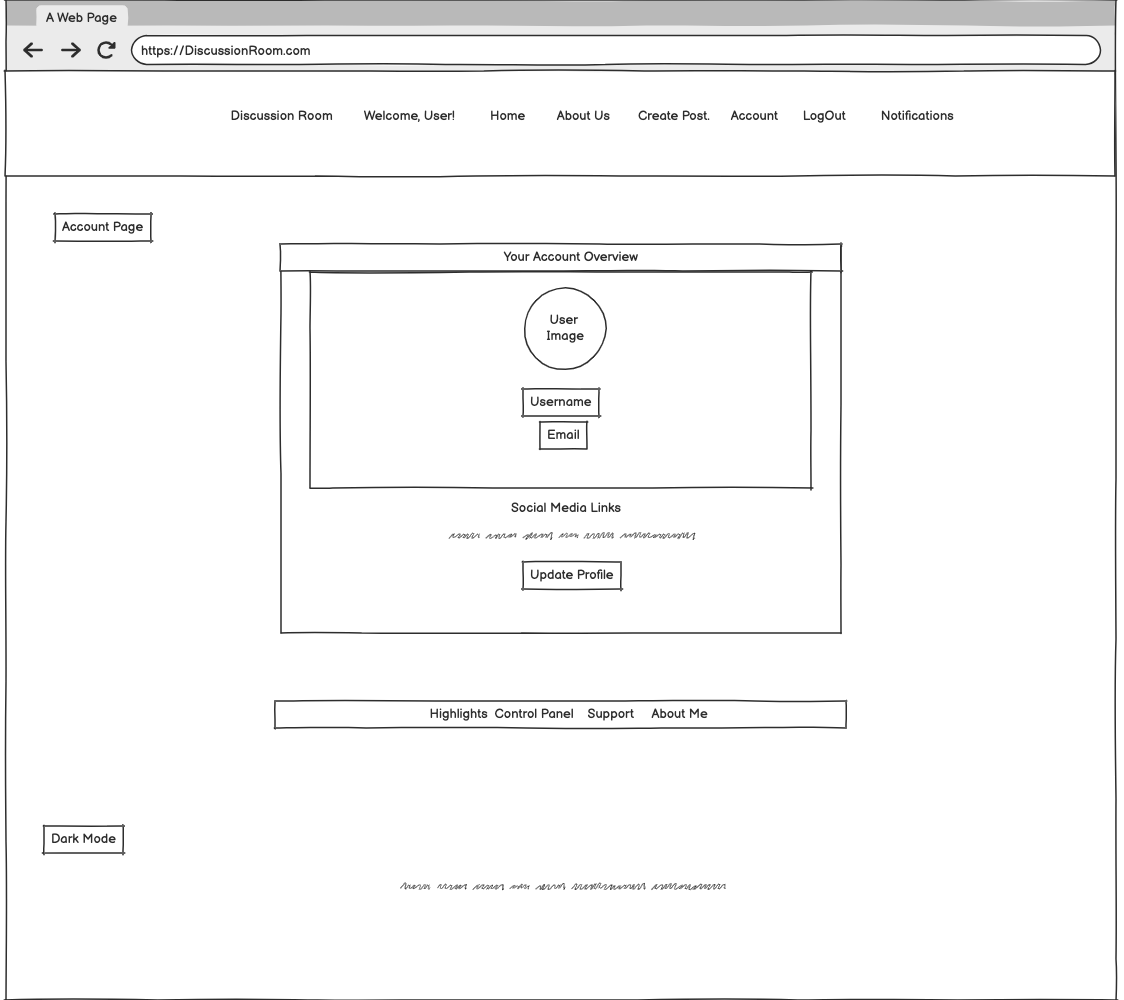 A Web Page
https://DiscussionRoom.com
Discussion Room Welcome, User! Home About Us Create Post. Account LogOut Notifications
Account Page
Your Account Overview
User
Image
Username
Email
Social Media Links
Update Profile
Highlights Control Panel Support About Me
Dark Mode